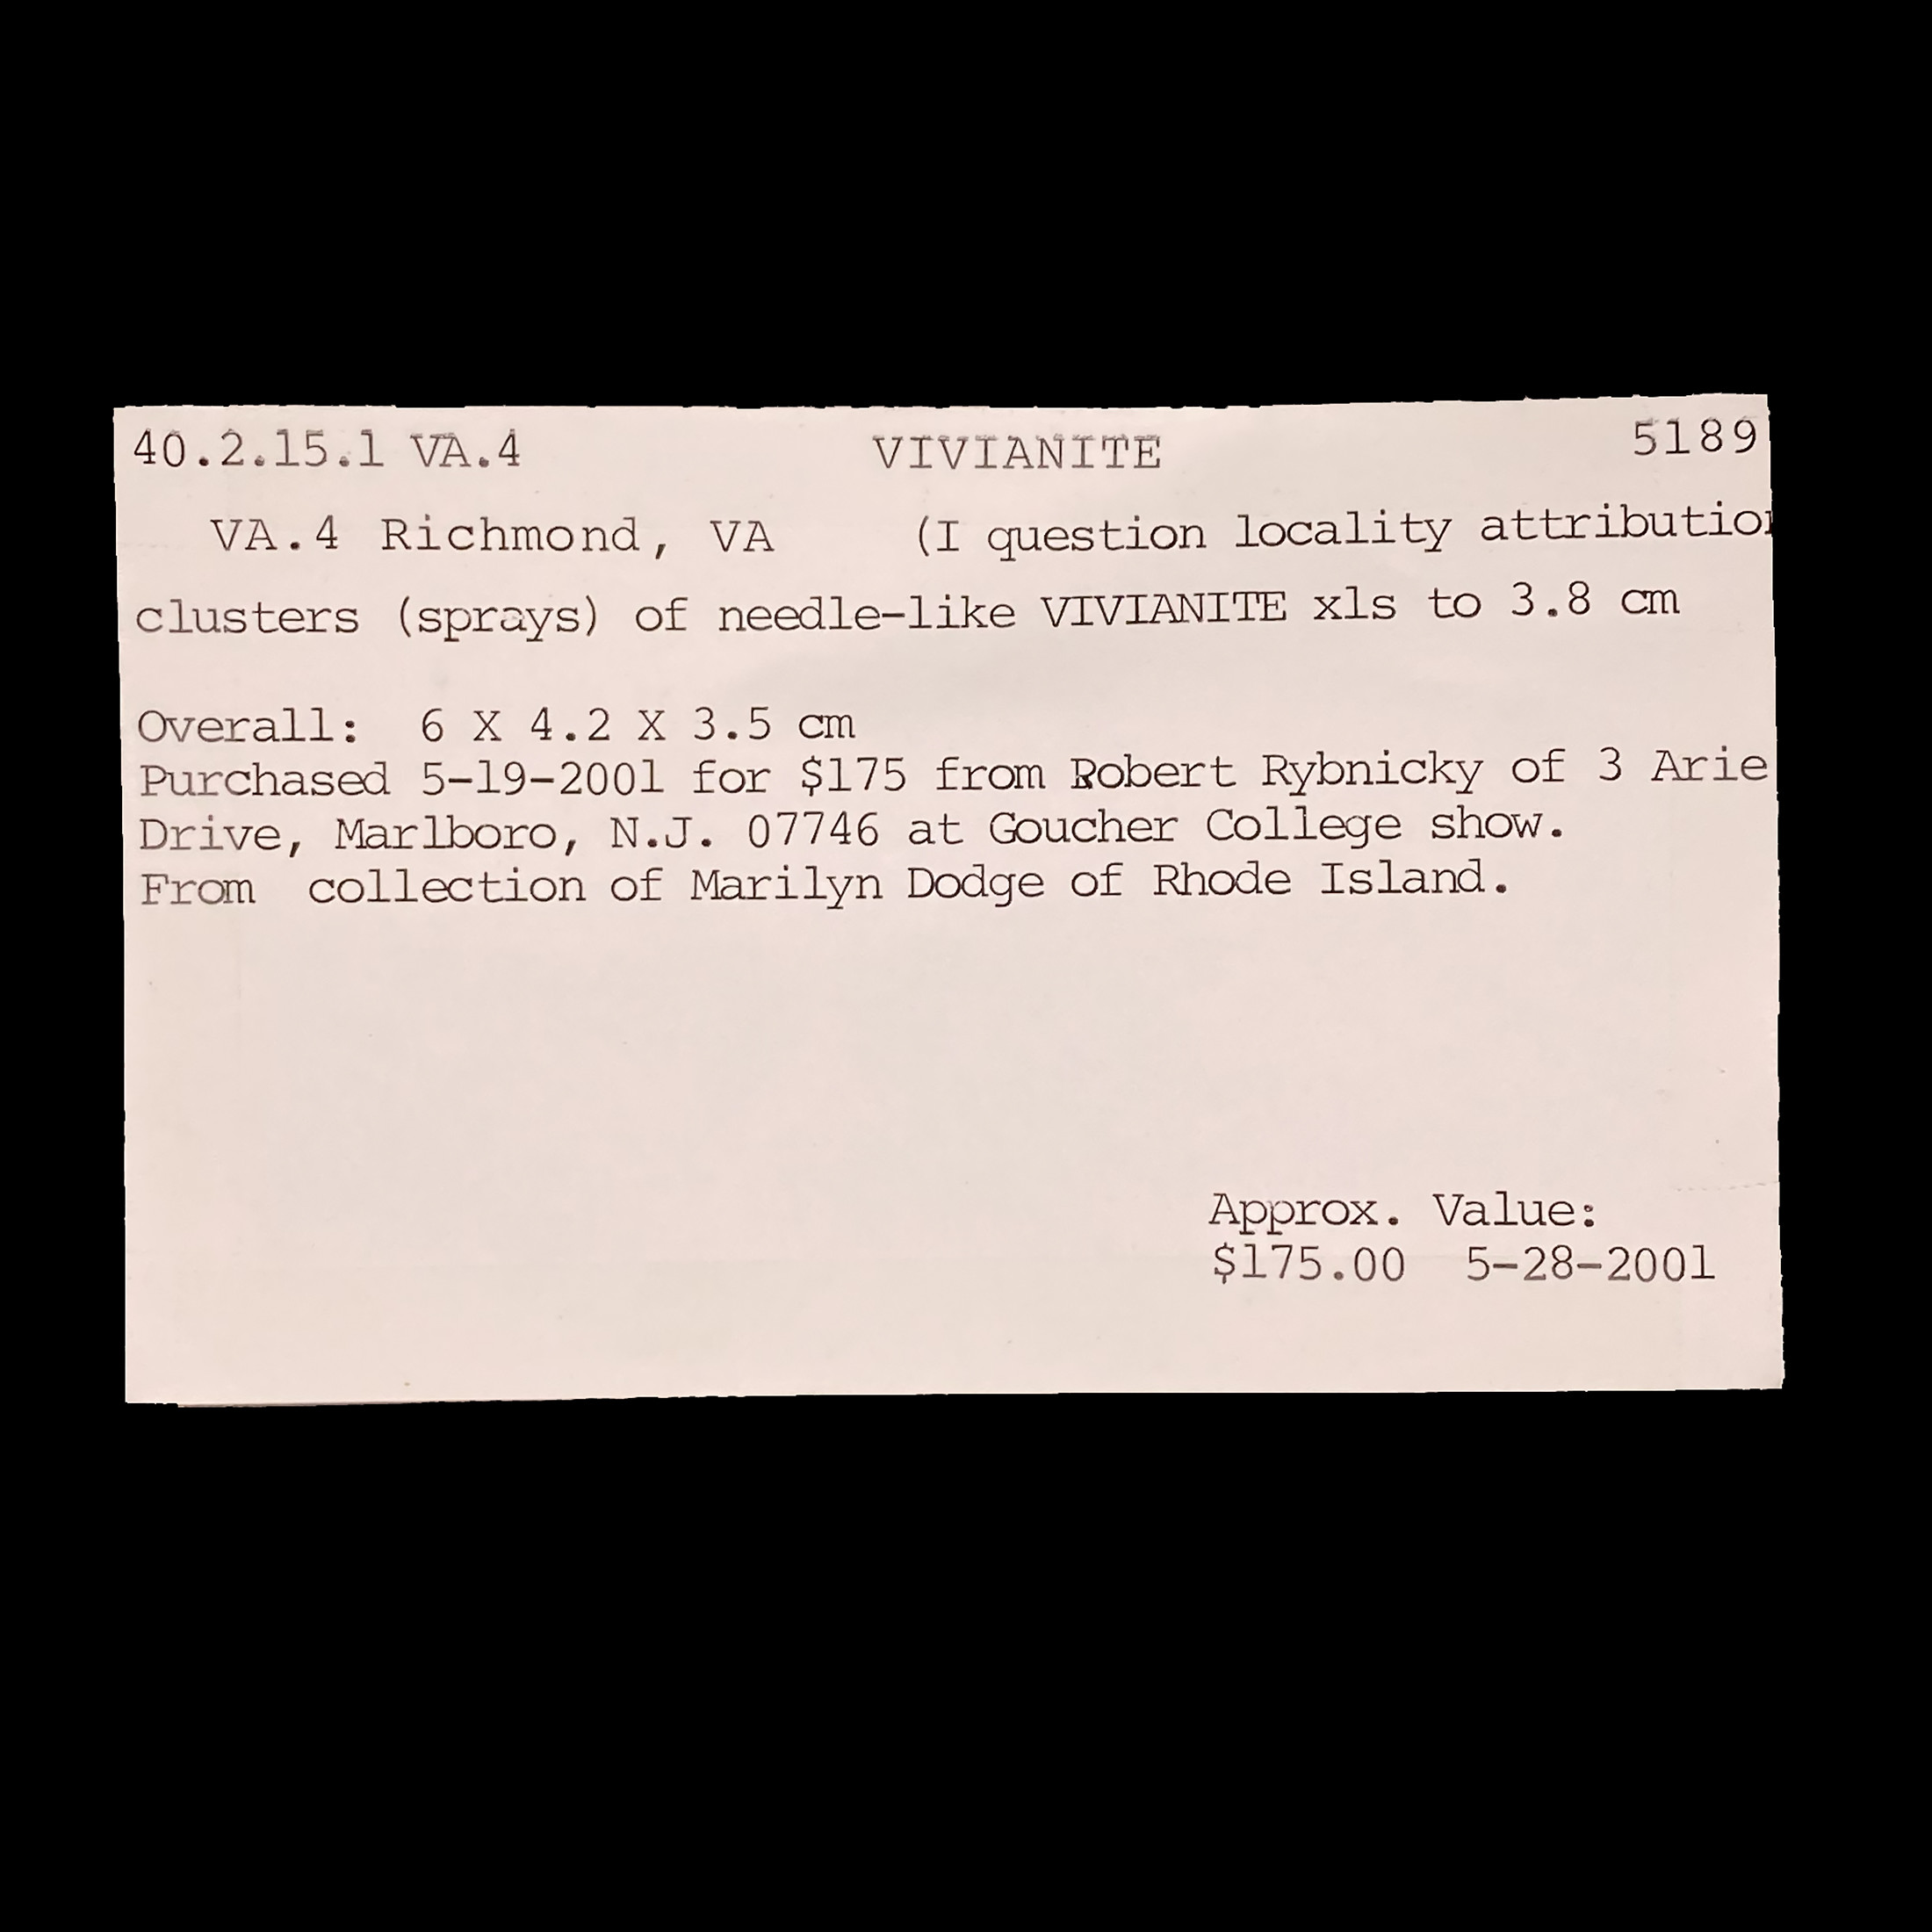 40.2.15.1 VA.4 VIVIANITE 5189
VA.4 Richmond, VA (I question locality attribution
clusters (sprays) of needle-like VIVIANITE xls to 3.8 cm
Overall: 6 X 4.2 X 3.5 cm
Purchased 5-19-2001 for $175 from Robert Rybnicky of 3 Arie
Drive, Marlboro, N.J. 07746 at Goucher College show.
From collection of Marilyn Dodge of Rhode Island.
Approx. Value:
$175.00 5-28-2001